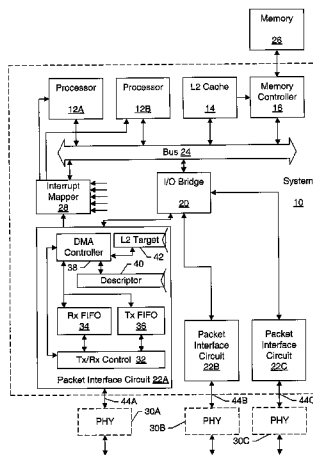 Memory
26
Processor
12A
Processor
12B
L2 Cache
14
Memory
Controller
16
Bus 24
Interrupt
Mapper
28
I/O Bridge
20
System
10
DMA
Controller
38
L2 Target
42
40
Descriptor
Rx FIFO
34
Tx FIFO
36
Tx/Rx Control 32
Packet Interface Circuit 22A
Packet
Interface
Circuit
22B
Packet
Interface
Circuit
22C
44A
44B
44C
PHY
30A
PHY
30B
PHY
30C